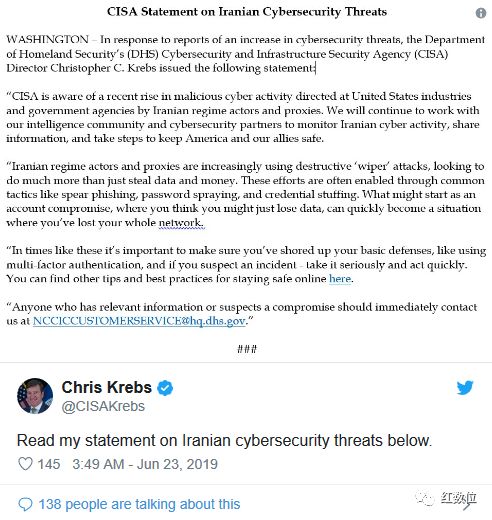 CISA Statement on Iranian Cybersecurity Threats
WASHINGTON – In response to reports of an increase in cybersecurity threats, the Department
of Homeland Security's (DHS) Cybersecurity and Infrastructure Security Agency (CISA)
Director Christopher C. Krebs issued the following statement:
"CISA is aware of a recent rise in malicious cyber activity directed at United States industries
and government agencies by Iranian regime actors and proxies. We will continue to work with
our intelligence community and cybersecurity partners to monitor Iranian cyber activity, share
information, and take steps to keep America and our allies safe.
"Iranian regime actors and proxies are increasingly using destructive 'wiper' attacks, looking to
do much more than just steal data and money. These efforts are often enabled through common
tactics like spear phishing, password spraying, and credential stuffing. What might start as an
account compromise, where you think you might just lose data, can quickly become a situation
where you've lost your whole network.
"In times like these it's important to make sure you've shored up your basic defenses, like using
multi-factor authentication, and if you suspect an incident - take it seriously and act quickly.
You can find other tips and best practices for staying safe online here.
"Anyone who has relevant information or suspects a compromise should immediately contact
us at NCCICCUSTOMERSERVICE@hq.dhs.gov."
###
Chris Krebs
@CISAKrebs
Read my statement on Iranian cybersecurity threats below.
145 3:49 AM - Jun 23, 2019
138 people are talking about this
红数位